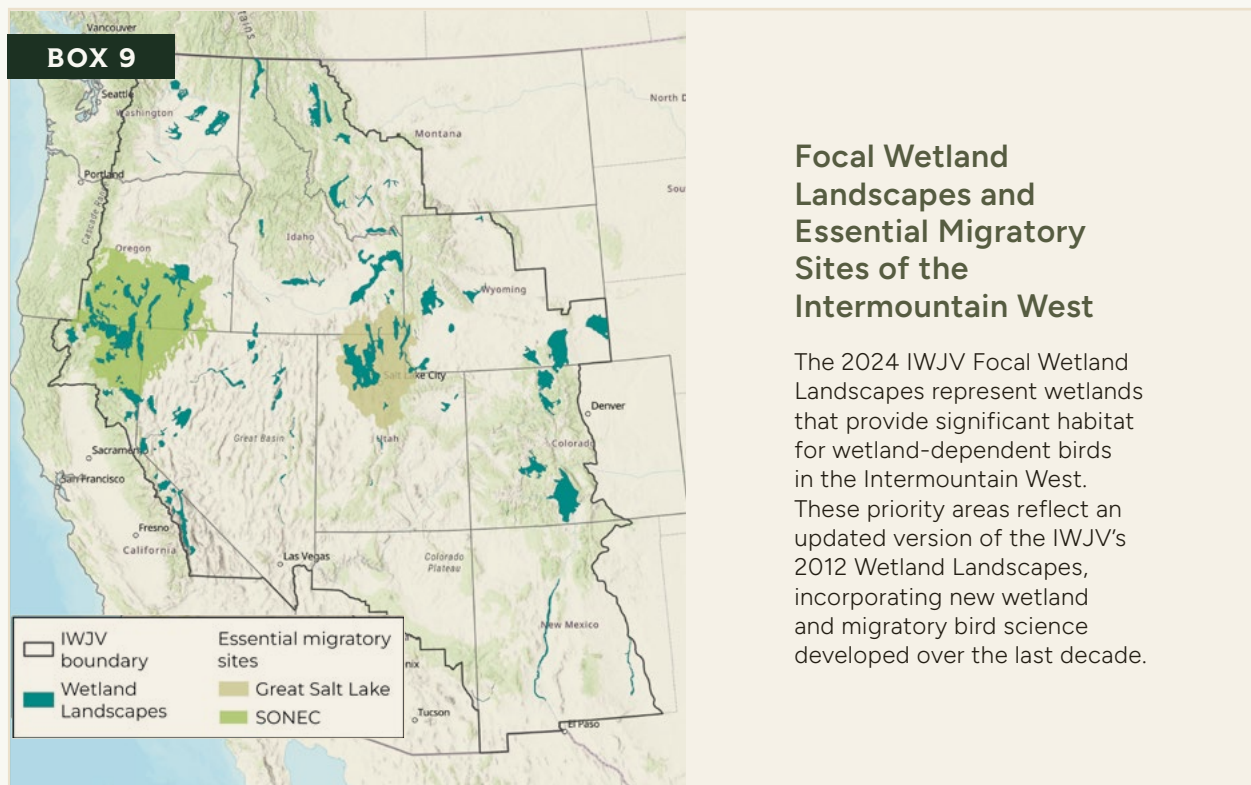 Vancouver
BOX 9
Seattle
Washington
North D
Montana
Portland
Sou
Cascade Range
Oregon
Idaho
Wyoming
Salt Lake City
Denver
Great Basin
Utah
Colorado
Sacramento
San Francisco
Fresno
California
Las Vegas
Colorado
Plateau
New Mexico
nix
Tucson
El Paso
IWJV
boundary
Wetland
Landscapes
Essential migratory
sites
Great Salt Lake
SONEC
Focal Wetland
Landscapes and
Essential Migratory
Sites of the
Intermountain West
The 2024 IWJV Focal Wetland
Landscapes represent wetlands
that provide significant habitat
for wetland-dependent birds
in the Intermountain West.
These priority areas reflect an
updated version of the IWJV’s
2012 Wetland Landscapes,
incorporating new wetland
and migratory bird science
developed over the last decade.